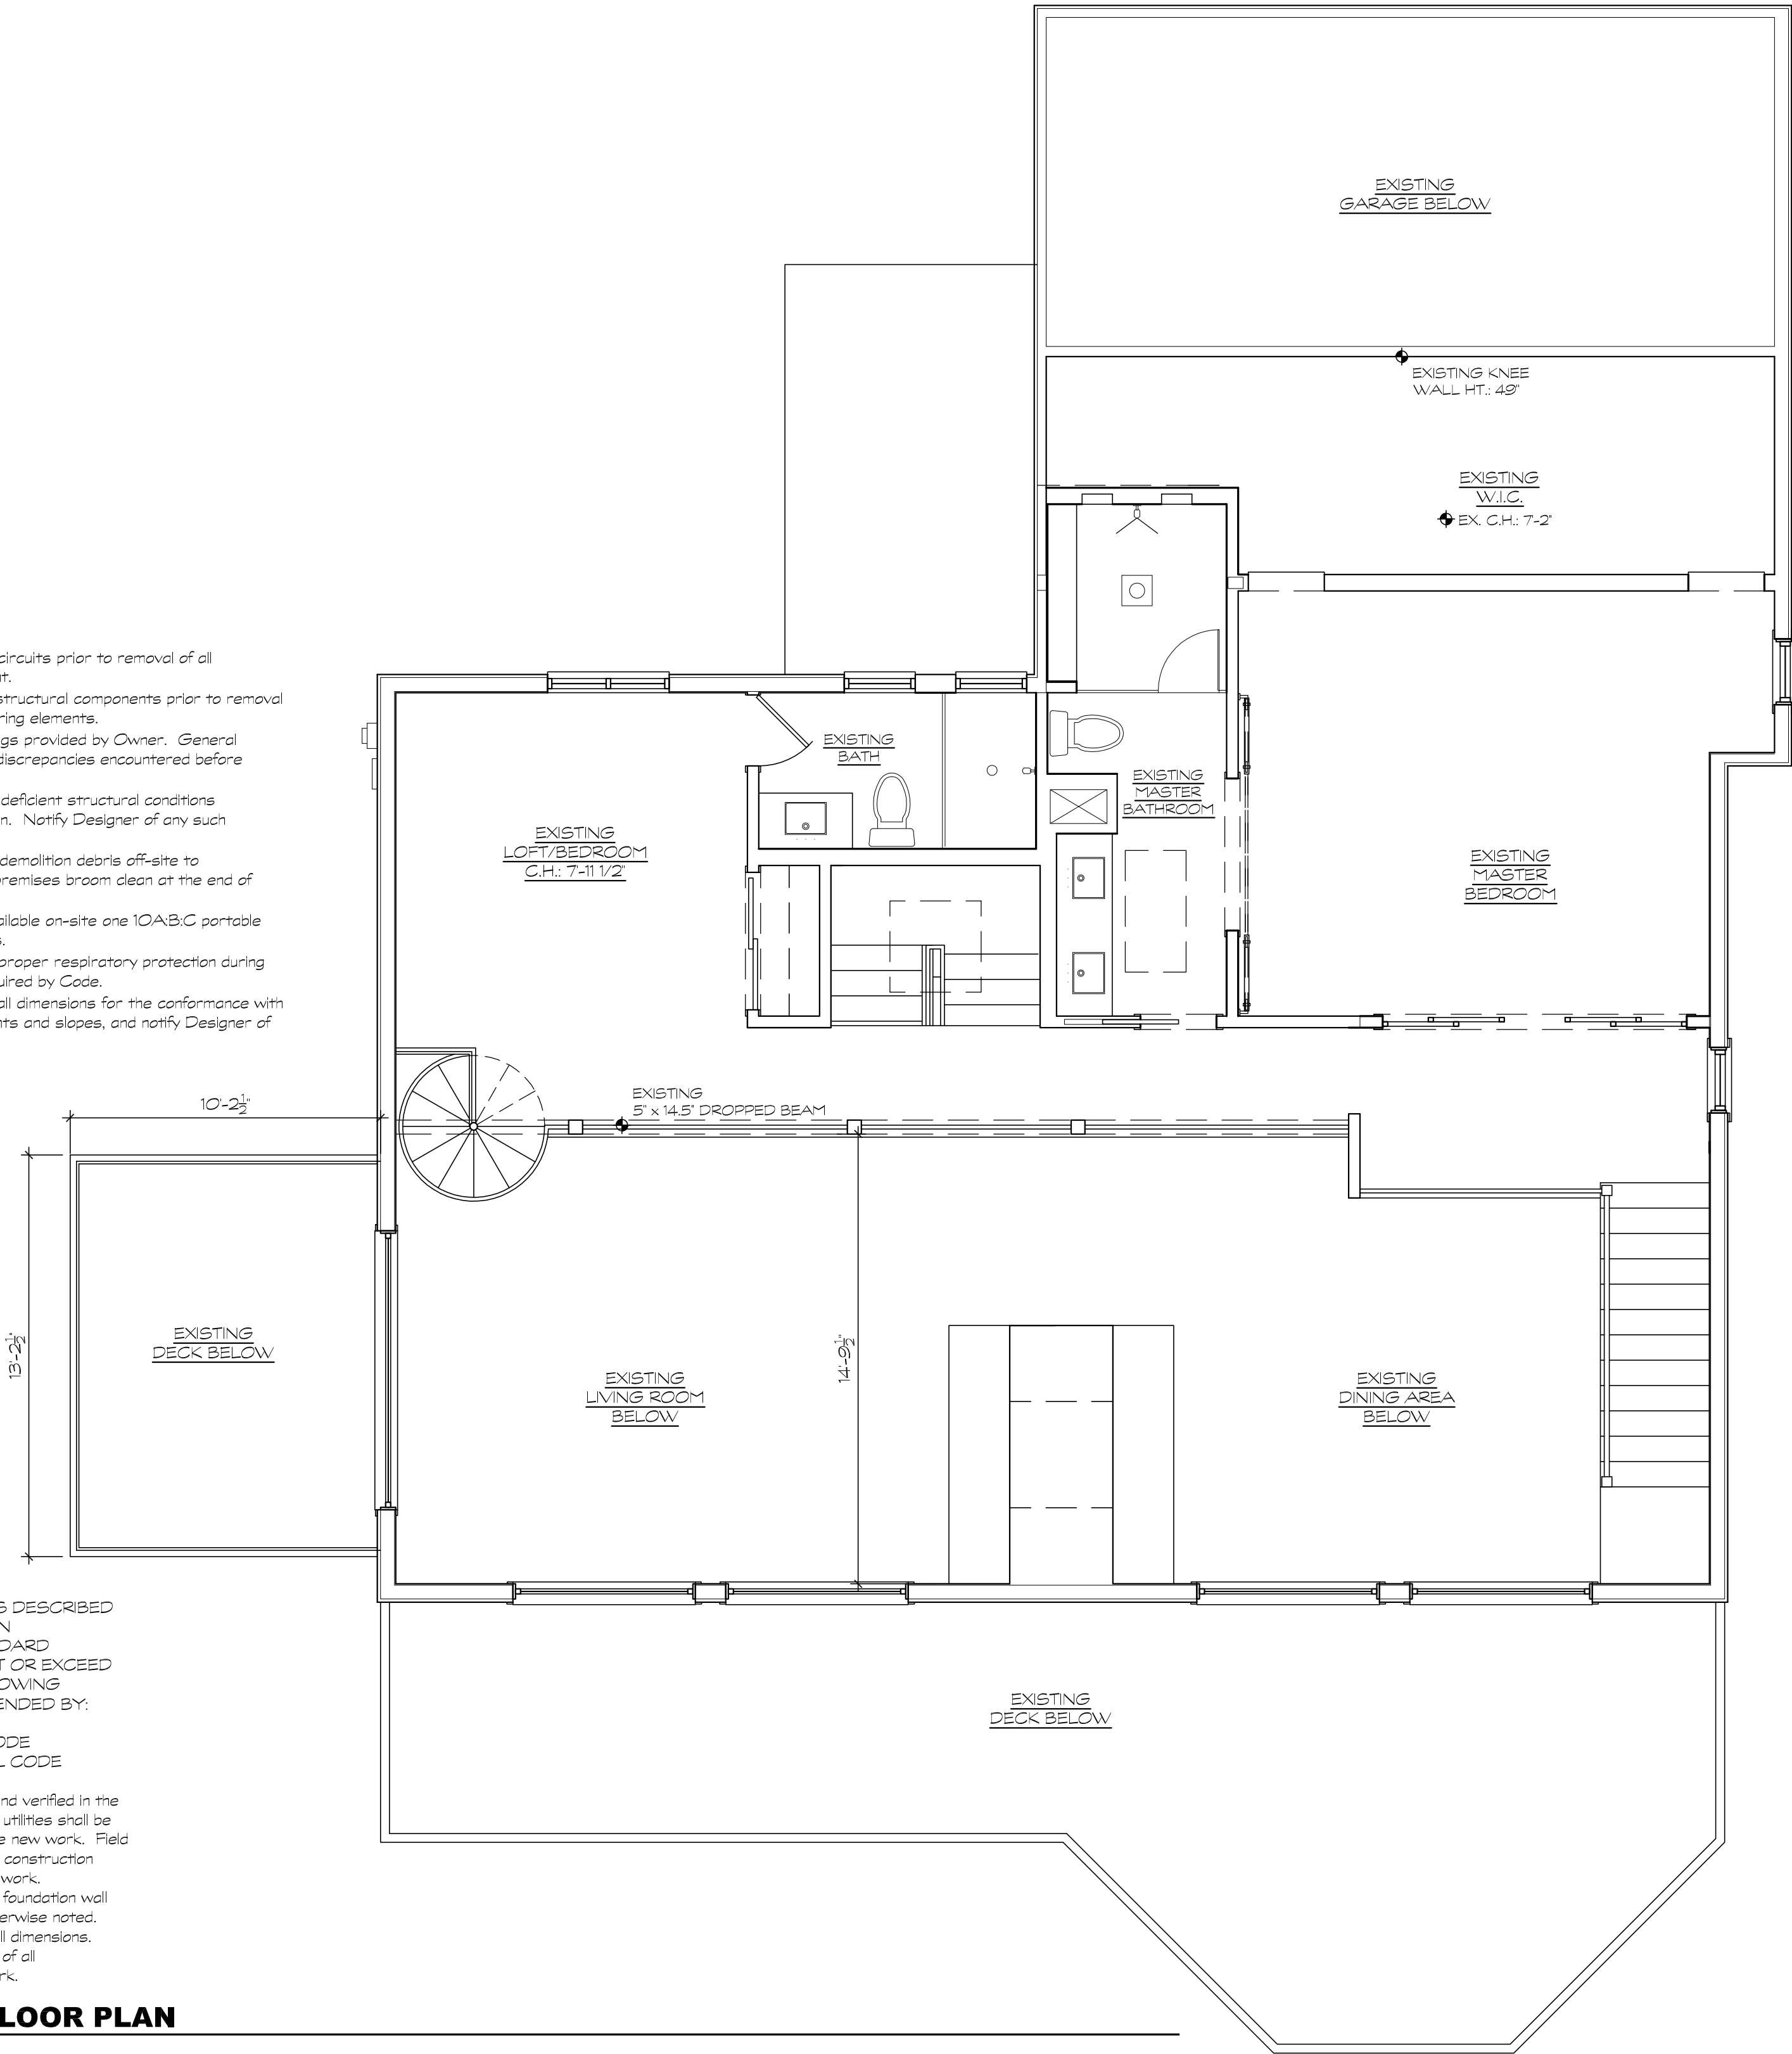 EXISTING
GARAGE BELOW
EXISTING KNEE
WALL HT.: 49"
EXISTING
W.I.C.
EX. C.H.: 7'-2"
circuits prior to removal of all
structural components prior to removal
ring elements.
gs provided by Owner. General
discrepancies encountered before
deficient structural conditions
n. Notify Designer of any such
demolition debris off-site to
premises broom clean at the end of
ailable on-site one 10A:B:C portable
s.
proper respiratory protection during
uired by Code.
all dimensions for the conformance with
nts and slopes, and notify Designer of
EXISTING
BATH
EXISTING
MASTER
BATHROOM
EXISTING
LOFT/BEDROOM
C.H.: 7'-11 1/2"
EXISTING
MASTER
BEDROOM
EXISTING
5" x 14.5" DROPPED BEAM
10'-2 1/2"
13'-2 1/2"
14'-9 1/2"
EXISTING
DECK BELOW
EXISTING
LIVING ROOM
BELOW
EXISTING
DINING AREA
BELOW
EXISTING
DECK BELOW
S DESCRIBED
N
DARD
T OR EXCEED
OWING
ENDED BY:
ODE
L CODE
nd verified in the
utilities shall be
e new work. Field
construction
work.
foundation wall
erwise noted.
ll dimensions.
of all
rk.
LOOR PLAN